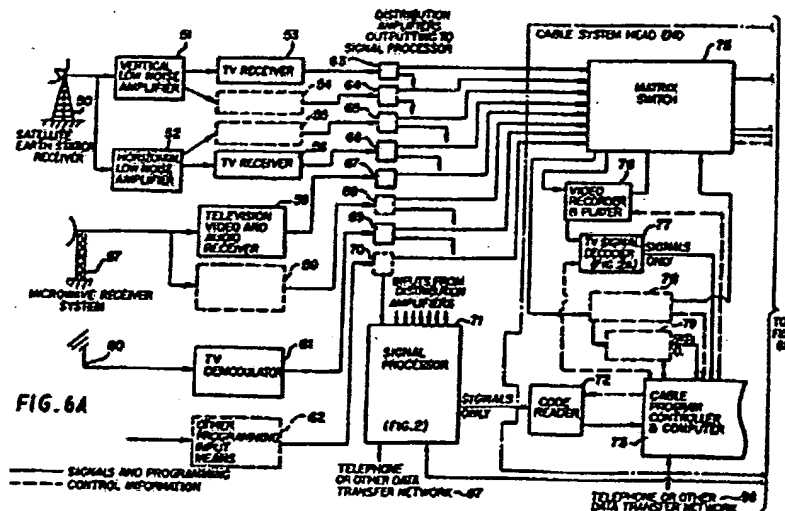 DISTRIBUTION
AMPLIFIERS
OUTPUTTING TO
SIGNAL PROCESSOR
CABLE SYSTEM HEAD END
51
VERTICAL
LOW NOISE
AMPLIFIER
53
TV RECEIVER
63
75
MATRIX
SWITCH
54
64
SATELLITE
EARTH STATION
RECEIVER
65
52
HORIZONTAL
LOW NOISE
AMPLIFIER
TV RECEIVER
66
67
76
VIDEO
RECORDER
& PLAYER
TELEVISION
VIDEO AND
AUDIO
RECEIVER
69
77
TV SIGNAL
DECODER
(FIG. 2A)
SIGNALS
ONLY
57
MICROWAVE RECEIVER
SYSTEM
70
INPUTS FROM
DISTRIBUTION
AMPLIFIERS
79
60
TV
DEMODULATOR
61
71
SIGNAL
PROCESSOR
(FIG. 2)
SIGNALS
ONLY
72
CODE
READER
CABLE
PROGRAM
CONTROLLER
& COMPUTER
73
FIG. 6A
OTHER
PROGRAMMING
INPUT
MEANS
62
SIGNALS AND PROGRAMMING
CONTROL INFORMATION
TELEPHONE
OR OTHER DATA
TRANSFER NETWORK
TELEPHONE OR OTHER
DATA TRANSFER NETWORK